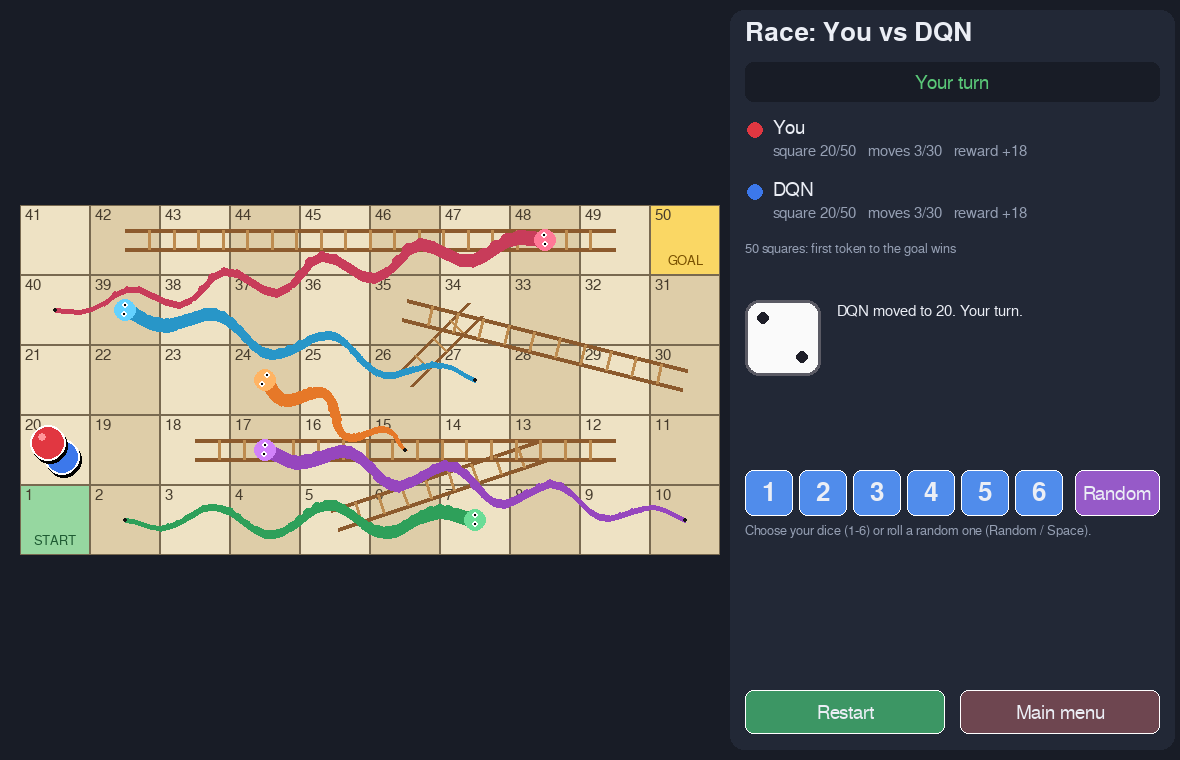 Race: You vs DQN
Your turn
You
square 20/50 moves 3/30 reward +18
DQN
square 20/50 moves 3/30 reward +18
50 squares: first token to the goal wins
DQN moved to 20. Your turn.
1 2 3 4 5 6 Random
Choose your dice (1-6) or roll a random one (Random / Space).
Restart Main menu
41 42 43 44 45 46 47 48 49 50
GOAL
40 39 38 37 36 35 34 33 32 31
21 22 23 24 25 26 27 28 29 30
20 19 18 17 16 15 14 13 12 11
1 2 3 4 5 6 7 8 9 10
START